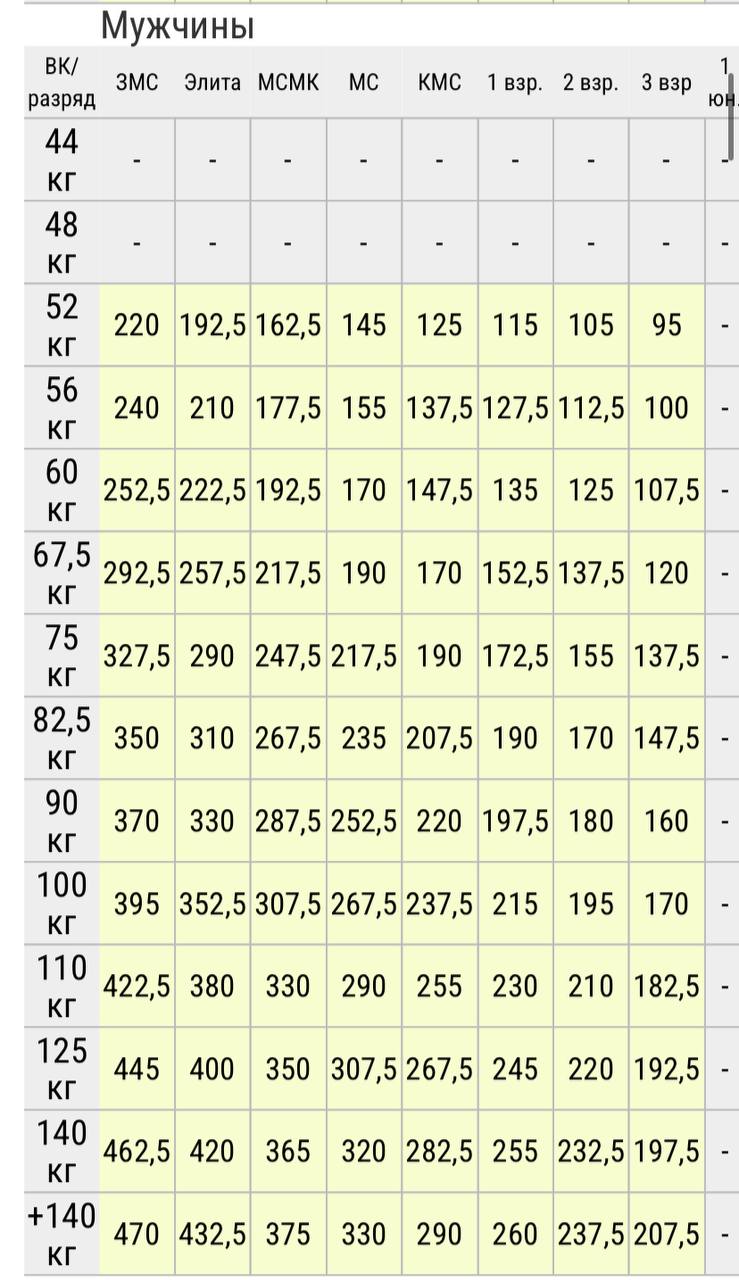 Мужчины
ВК/разряд ЗМС Элита МСМК МС КМС 1 взр. 2 взр. 3 взр 1 юн.
44 кг - - - - - - - - -
48 кг - - - - - - - - -
52 кг 220 192,5 162,5 145 125 115 105 95 -
56 кг 240 210 177,5 155 137,5 127,5 112,5 100 -
60 кг 252,5 222,5 192,5 170 147,5 135 125 107,5 -
67,5 кг 292,5 257,5 217,5 190 170 152,5 137,5 120 -
75 кг 327,5 290 247,5 217,5 190 172,5 155 137,5 -
82,5 кг 350 310 267,5 235 207,5 190 170 147,5 -
90 кг 370 330 287,5 252,5 220 197,5 180 160 -
100 кг 395 352,5 307,5 267,5 237,5 215 195 170 -
110 кг 422,5 380 330 290 255 230 210 182,5 -
125 кг 445 400 350 307,5 267,5 245 220 192,5 -
140 кг 462,5 420 365 320 282,5 255 232,5 197,5 -
+140 кг 470 432,5 375 330 290 260 237,5 207,5 -